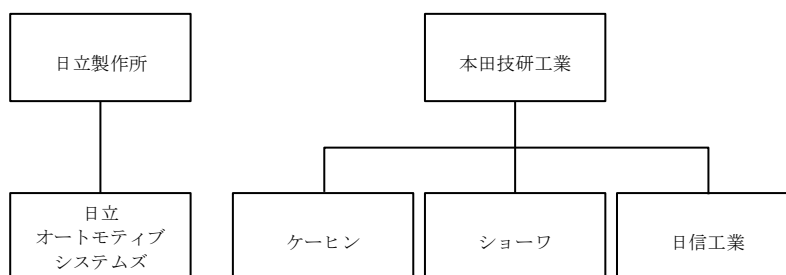 日立製作所
本田技研工業
日立
オートモティブ
システムズ
ケーヒン
ショーワ
日信工業